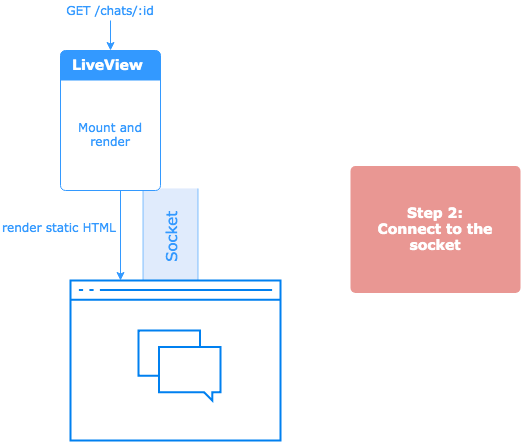 GET /chats/:id
LiveView
Mount and
render
render static HTML
Socket
Step 2:
Connect to the
socket